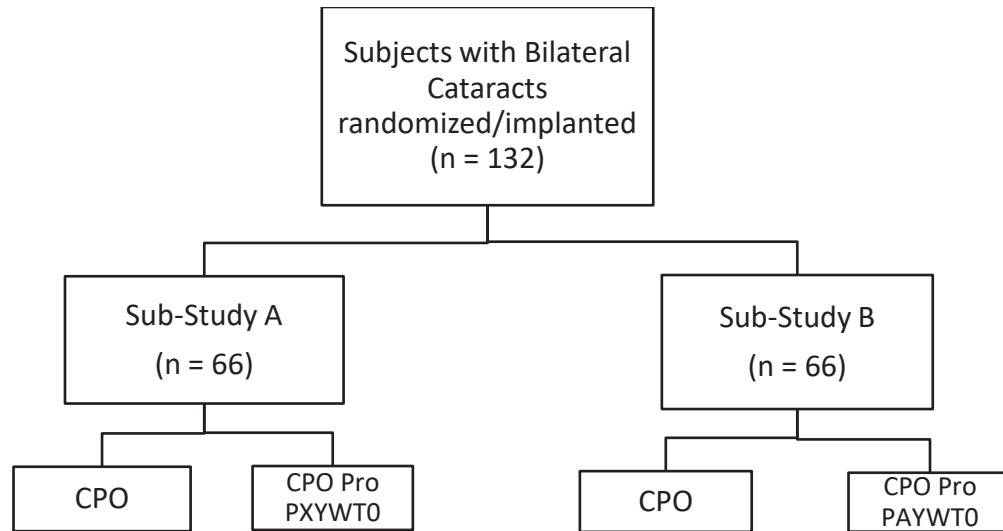 Subjects with Bilateral
Cataracts
randomized/implanted
(n = 132)
Sub-Study A
(n = 66)
Sub-Study B
(n = 66)
CPO
CPO Pro
PXYWT0
CPO
CPO Pro
PAYWT0